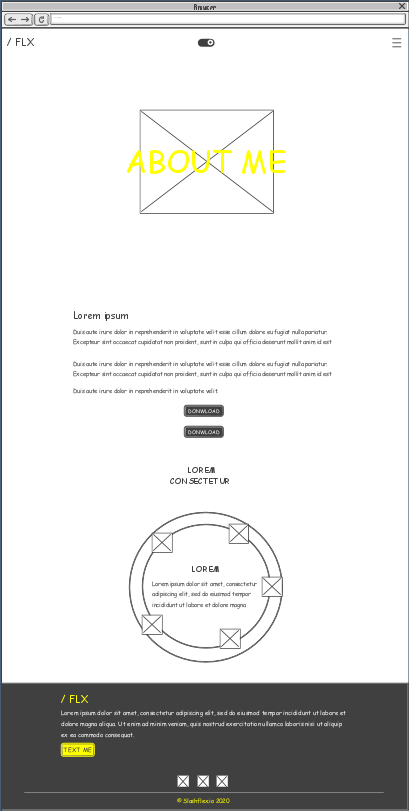 Browser
/ FLX
ABOUT ME
Lorem ipsum
Duis aute irure dolor in reprehenderit in voluptate velit esse cillum dolore eu fugiat nulla pariatur.
Excepteur sint occaecat cupidatat non proident, sunt in culpa qui officia deserunt mollit anim id est
Duis aute irure dolor in reprehenderit in voluptate velit esse cillum dolore eu fugiat nulla pariatur.
Excepteur sint occaecat cupidatat non proident, sunt in culpa qui officia deserunt mollit anim id est
Duis aute irure dolor in reprehenderit in voluptate velit
DONWLOAD
DONWLOAD
LOREM
CONSECTETUR
LOREM
Lorem ipsum dolor sit amet, consectetur
adipiscing elit, sed do eiusmod tempor
incididunt ut labore et dolore magna
/ FLX
Lorem ipsum dolor sit amet, consectetur adipiscing elit, sed do eiusmod tempor incididunt ut labore et
dolore magna aliqua. Ut enim ad minim veniam, quis nostrud exercitation ullamco laboris nisi ut aliquip
ex ea commodo consequat.
TEXT ME
© Slashflexia 2020